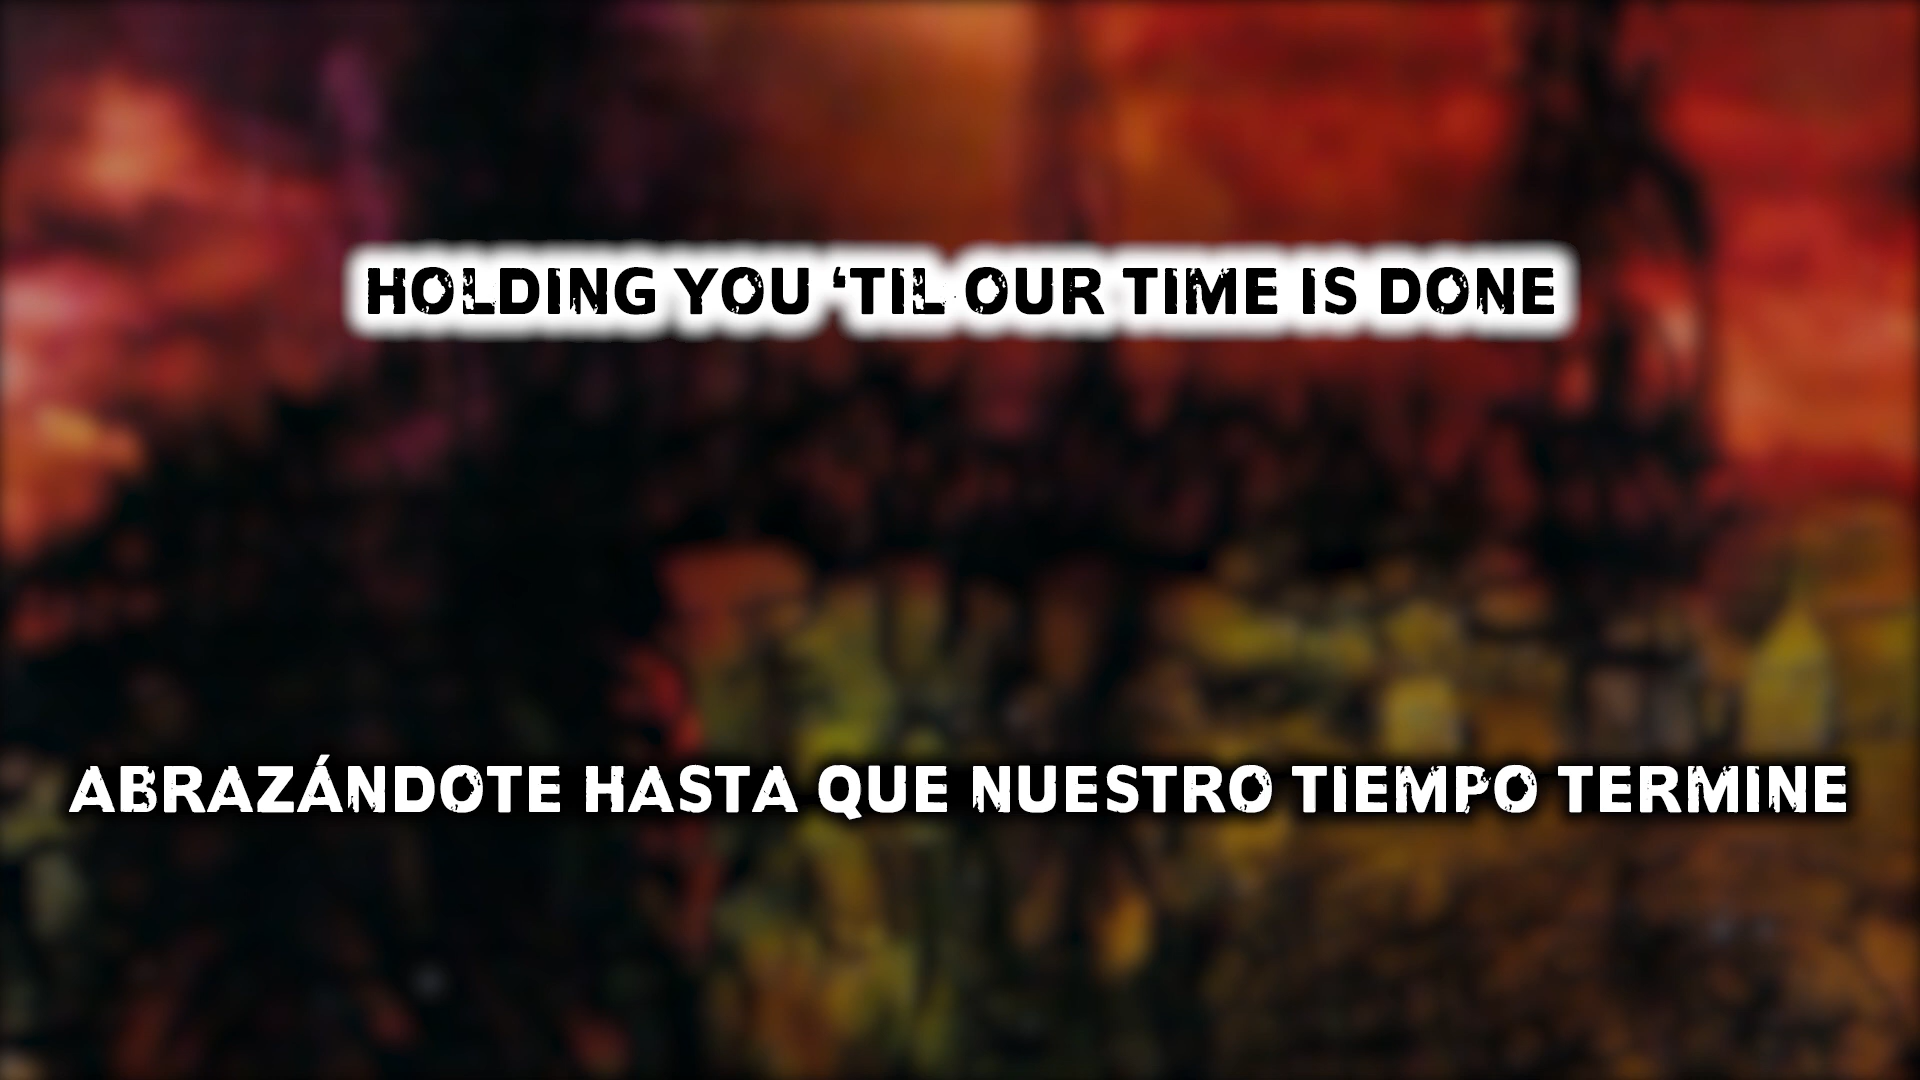 HOLDING YOU ‘TIL OUR TIME IS DONE
ABRAZÁNDOTE HASTA QUE NUESTRO TIEMPO TERMINE